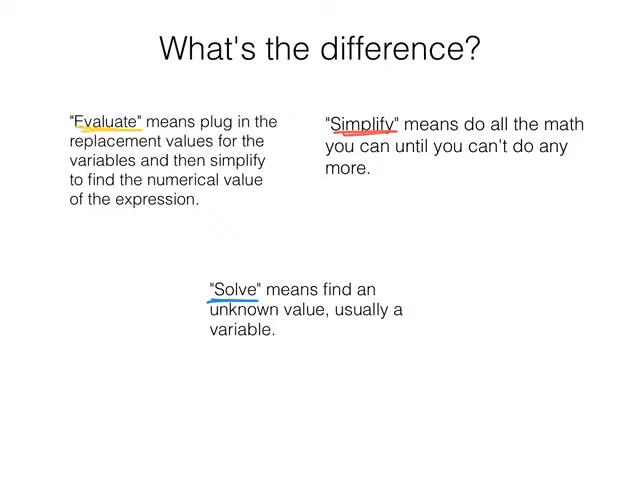 What's the difference?
"Evaluate" means plug in the
replacement values for the
variables and then simplify
to find the numerical value
of the expression.
"Simplify" means do all the math
you can until you can't do any
more.
"Solve" means find an
unknown value, usually a
variable.